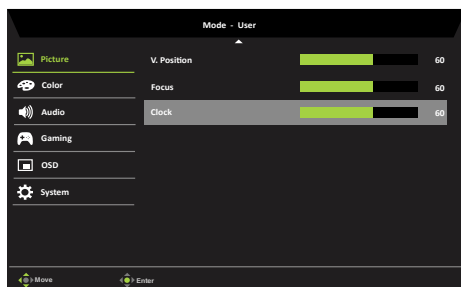 Mode - User
Picture
V. Position 60
Color
Focus 60
Audio
Clock 60
Gaming
OSD
System
Move Enter